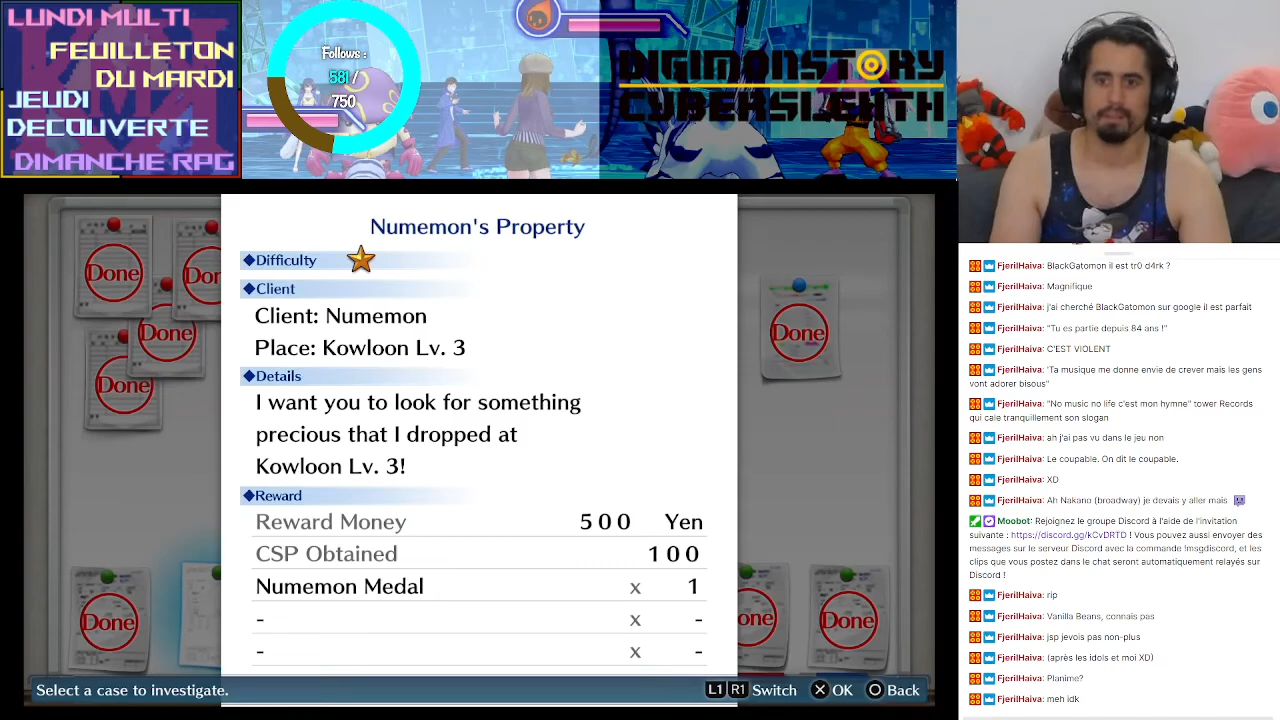 LUNDI MULTI
FEUILLETON
DU MARDI
JEUDI
DECOUVERTE
DIMANCHE RPG
Follows :
581 /
750
DIGIMONSTORY
CYBERSLEUTH
Done
Done
Done
Done
Done
Done
Done
Numemon's Property
◆Difficulty
◆Client
Client: Numemon
Place: Kowloon Lv. 3
◆Details
I want you to look for something
precious that I dropped at
Kowloon Lv. 3!
◆Reward
Reward Money 500 Yen
CSP Obtained 100
Numemon Medal x 1
- x -
- x -
Select a case to investigate.
L1 R1 Switch X OK O Back
FjerilHaiva: BlackGatomon il est tr0 d4rk ?
FjerilHaiva: Magnifique
FjerilHaiva: j'ai cherché BlackGatomon sur google il est parfait
FjerilHaiva: "Tu es partie depuis 84 ans !"
FjerilHaiva: C'EST VIOLENT
FjerilHaiva: 'Ta musique me donne envie de crever mais les gens
vont adorer bisous"
FjerilHaiva: "No music no life c'est mon hymne" tower Records
qui cale tranquillement son slogan
FjerilHaiva: ah j'ai pas vu dans le jeu non
FjerilHaiva: Le coupable. On dit le coupable.
FjerilHaiva: XD
FjerilHaiva: Ah Nakano (broadway) je devais y aller mais
Moobot: Rejoignez le groupe Discord à l'aide de l'invitation
suivante : https://discord.gg/kCvDRTD ! Vous pouvez aussi envoyer des
messages sur le serveur Discord avec la commande !msgdiscord, et les
clips que vous postez dans le chat seront automatiquement relayés sur
Discord !
FjerilHaiva: rip
FjerilHaiva: Vanilla Beans, connais pas
FjerilHaiva: jsp jevois pas non-plus
FjerilHaiva: (après les idols et moi XD)
FjerilHaiva: Planime?
FjerilHaiva: meh idk